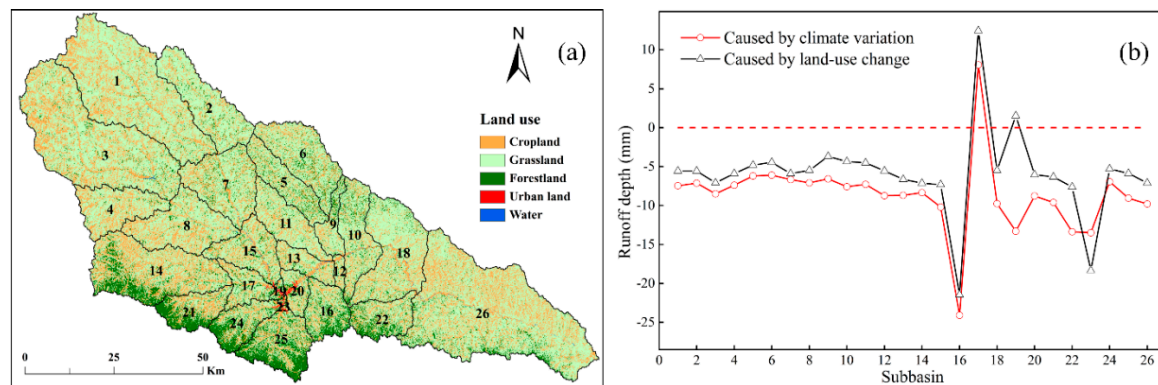 (a)
N
Land use
Cropland
Grassland
Forestland
Urban land
Water
1
2
3
6
5
7
4
8
11
9
10
18
15
13
12
14
17
19
20
23
26
21
24
16
22
25
0
25
50
Km
(b)
Caused by climate variation
Caused by land-use change
Runoff depth (mm)
10
5
0
-5
-10
-15
-20
-25
0 2 4 6 8 10 12 14 16 18 20 22 24 26
Subbasin